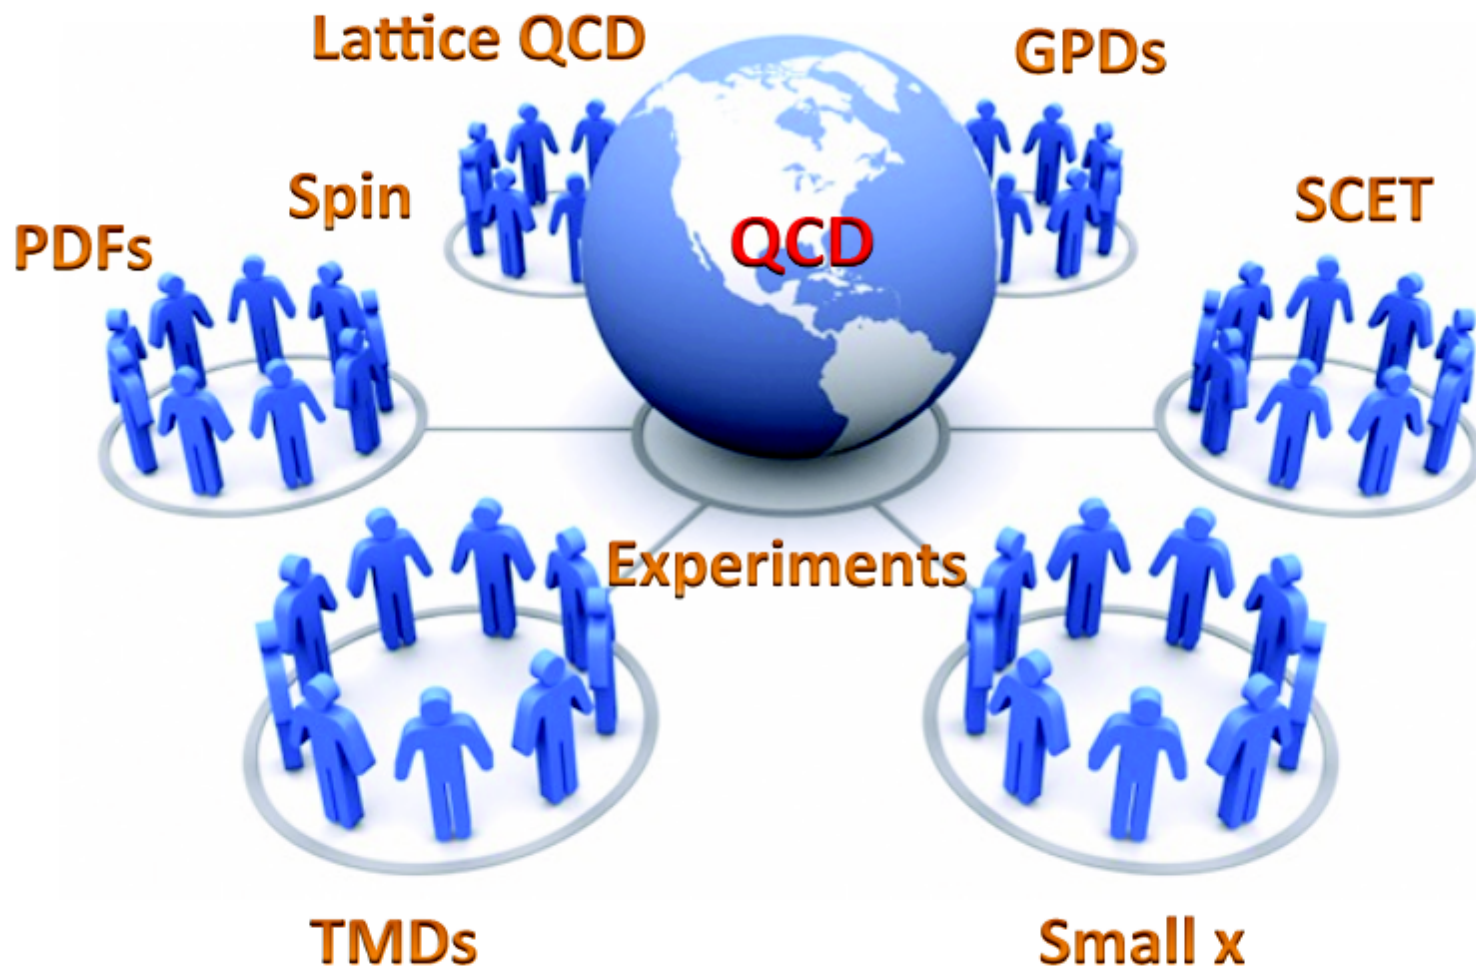 Lattice QCD
GPDs
Spin
SCET
PDFs
QCD
Experiments
TMDs
Small x